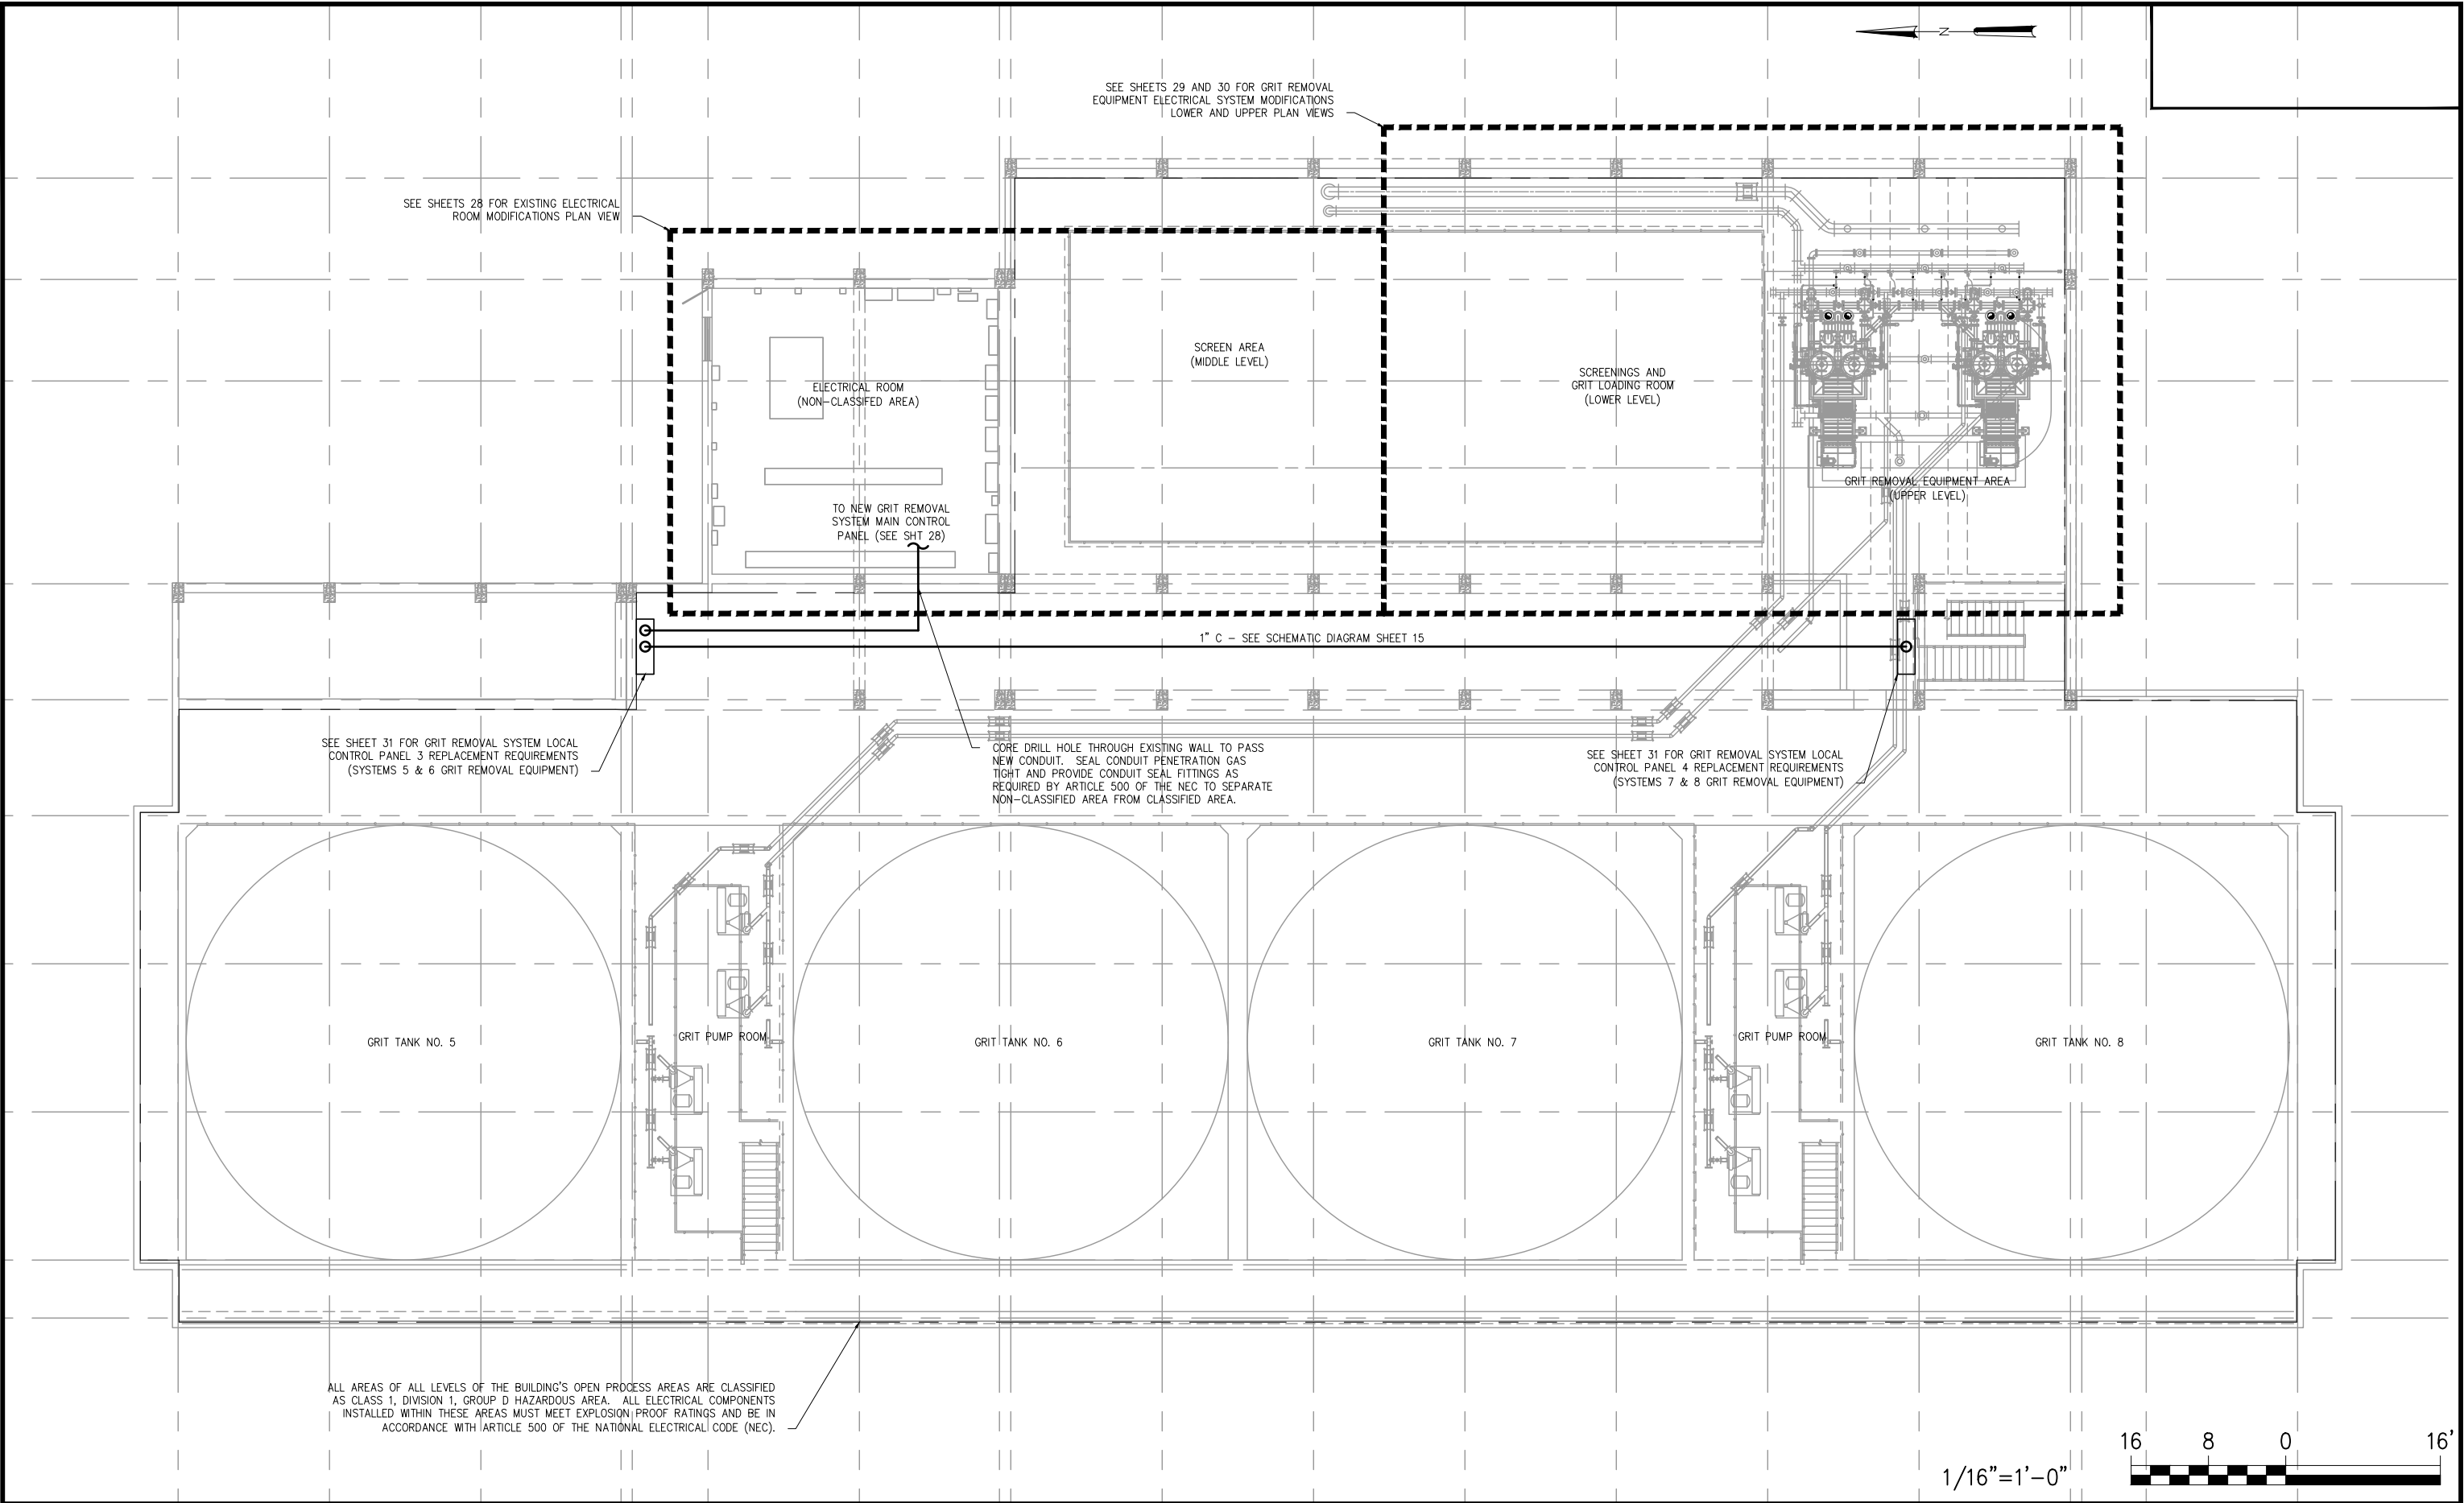 N
SEE SHEETS 29 AND 30 FOR GRIT REMOVAL
EQUIPMENT ELECTRICAL SYSTEM MODIFICATIONS
LOWER AND UPPER PLAN VIEWS
SEE SHEETS 28 FOR EXISTING ELECTRICAL
ROOM MODIFICATIONS PLAN VIEW
SCREEN AREA
(MIDDLE LEVEL)
SCREENINGS AND
GRIT LOADING ROOM
(LOWER LEVEL)
ELECTRICAL ROOM
(NON-CLASSIFED AREA)
GRIT REMOVAL EQUIPMENT AREA
(UPPER LEVEL)
TO NEW GRIT REMOVAL
SYSTEM MAIN CONTROL
PANEL (SEE SHT 28)
1" C - SEE SCHEMATIC DIAGRAM SHEET 15
SEE SHEET 31 FOR GRIT REMOVAL SYSTEM LOCAL
CONTROL PANEL 3 REPLACEMENT REQUIREMENTS
(SYSTEMS 5 & 6 GRIT REMOVAL EQUIPMENT)
CORE DRILL HOLE THROUGH EXISTING WALL TO PASS
NEW CONDUIT. SEAL CONDUIT PENETRATION GAS
TIGHT AND PROVIDE CONDUIT SEAL FITTINGS AS
REQUIRED BY ARTICLE 500 OF THE NEC TO SEPARATE
NON-CLASSIFIED AREA FROM CLASSIFIED AREA.
SEE SHEET 31 FOR GRIT REMOVAL SYSTEM LOCAL
CONTROL PANEL 4 REPLACEMENT REQUIREMENTS
(SYSTEMS 7 & 8 GRIT REMOVAL EQUIPMENT)
GRIT TANK NO. 5
GRIT PUMP ROOM
GRIT TANK NO. 6
GRIT TANK NO. 7
GRIT PUMP ROOM
GRIT TANK NO. 8
ALL AREAS OF ALL LEVELS OF THE BUILDING'S OPEN PROCESS AREAS ARE CLASSIFIED
AS CLASS 1, DIVISION 1, GROUP D HAZARDOUS AREA. ALL ELECTRICAL COMPONENTS
INSTALLED WITHIN THESE AREAS MUST MEET EXPLOSION PROOF RATINGS AND BE IN
ACCORDANCE WITH ARTICLE 500 OF THE NATIONAL ELECTRICAL CODE (NEC).
16 8 0 16'
1/16"=1'-0"